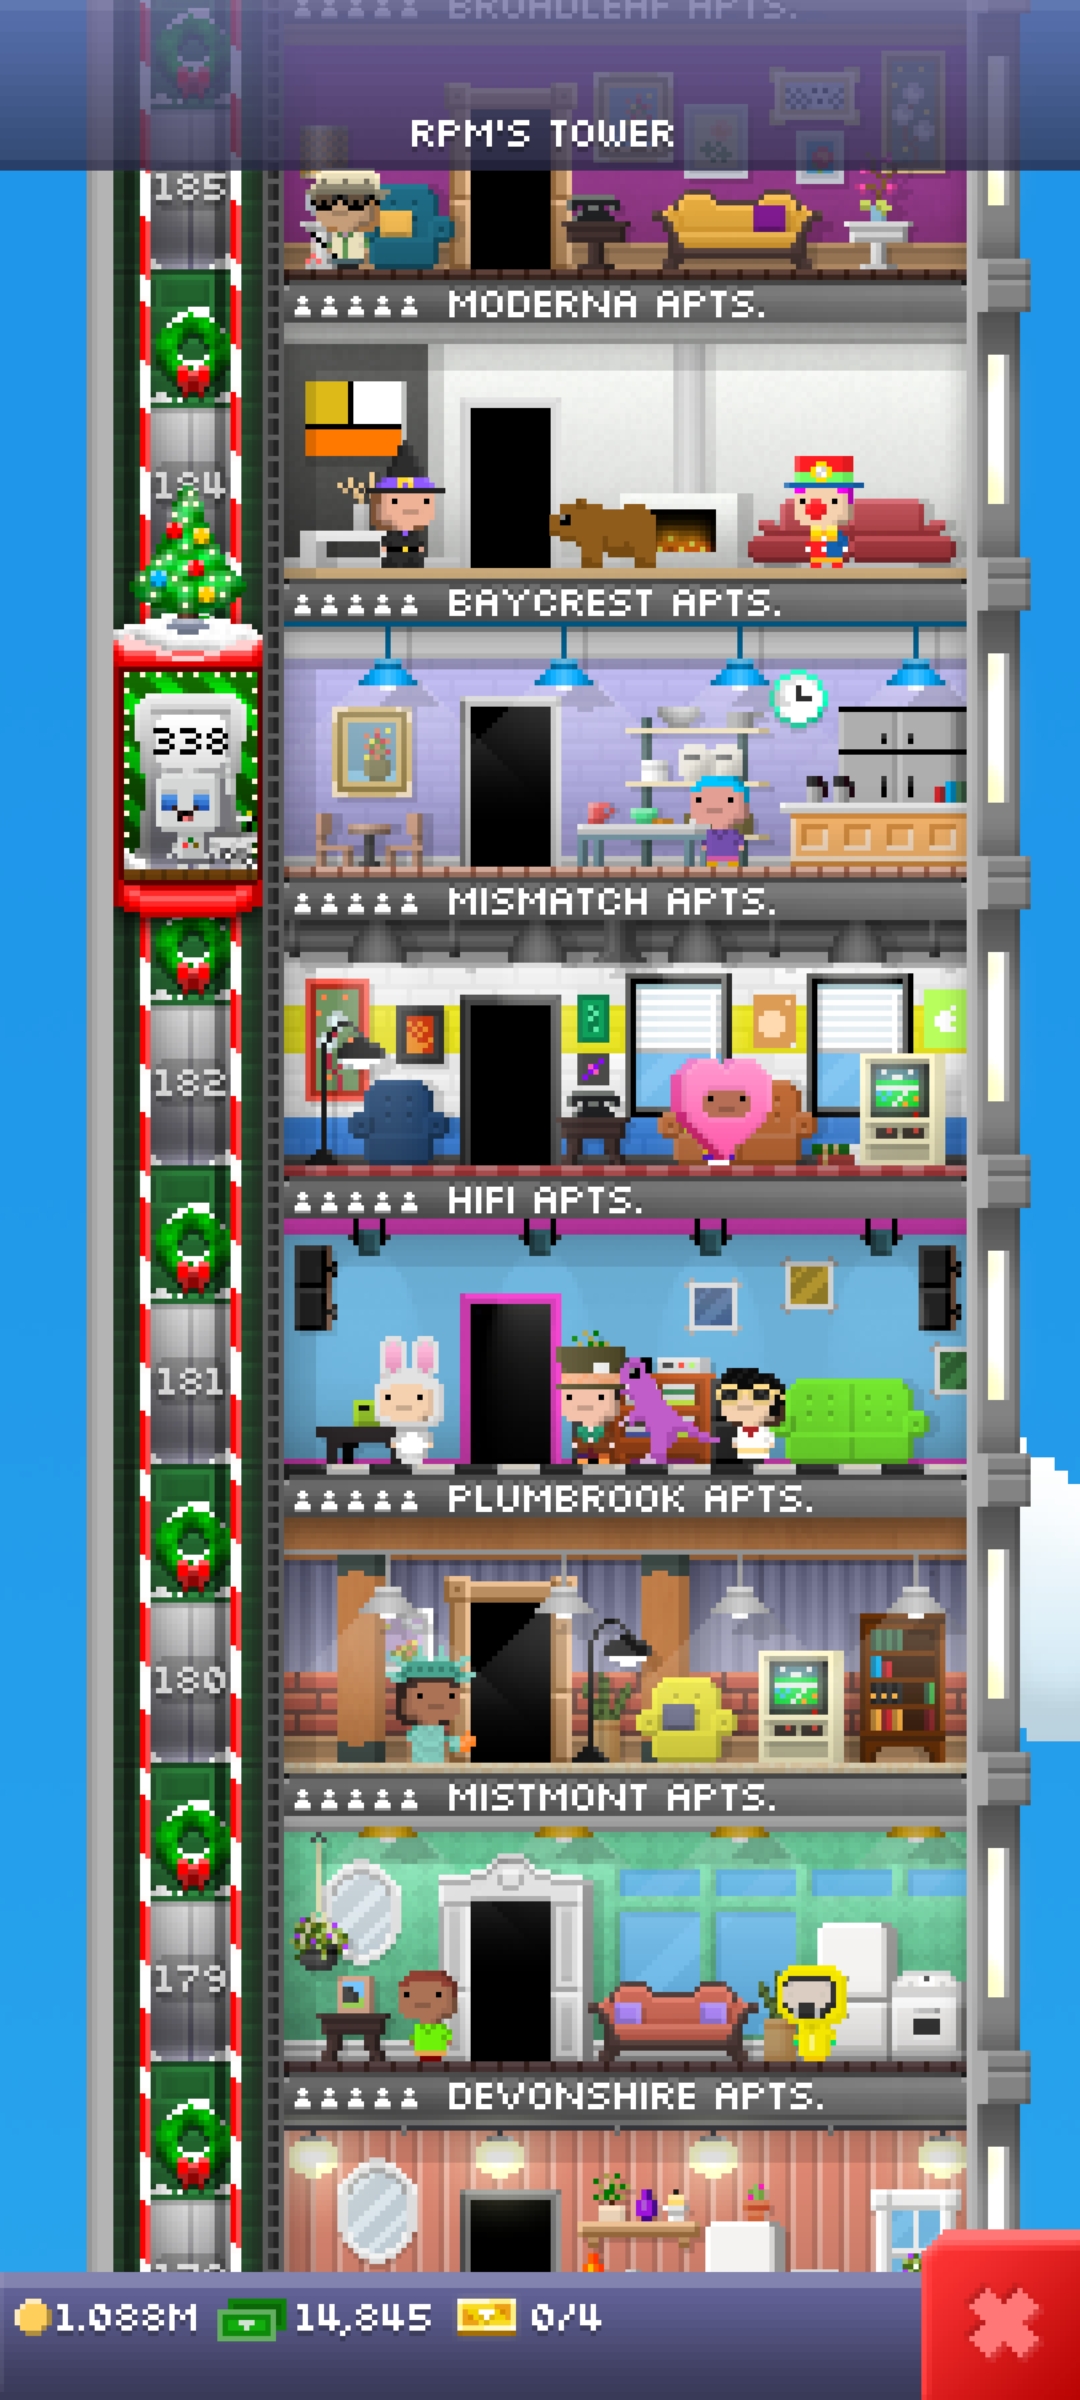 BROADLEAF APTS.
RPM'S TOWER
185
MODERNA APTS.
184
BAYCREST APTS.
338
MISMATCH APTS.
182
HIFI APTS.
181
PLUMBROOK APTS.
180
MISTMONT APTS.
179
DEVONSHIRE APTS.
1.088M 14,845 0/4